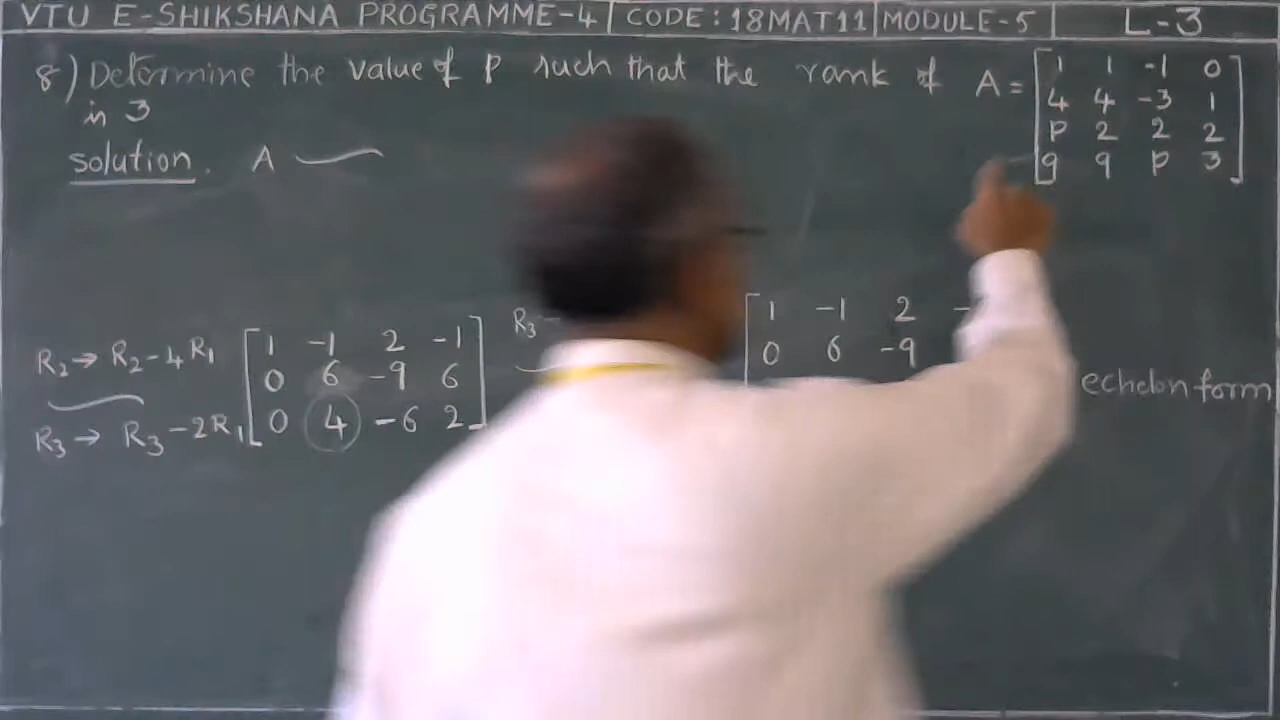 VTU E-SHIKSHANA PROGRAMME-4 | CODE : 18MAT11 | MODULE-5 | L-3
8) Determine the value of P such that the rank of A = [1 1 -1 0
4 4 -3 1
P 2 2 2
9 9 P 3]
is 3
solution. A
R2 → R2 - 4R1
R3 → R3 - 2R1
[1 -1 2 -1
0 6 -9 6
0 4 -6 2]
R3 -
[1 -1 2 -
0 6 -9
echelon form